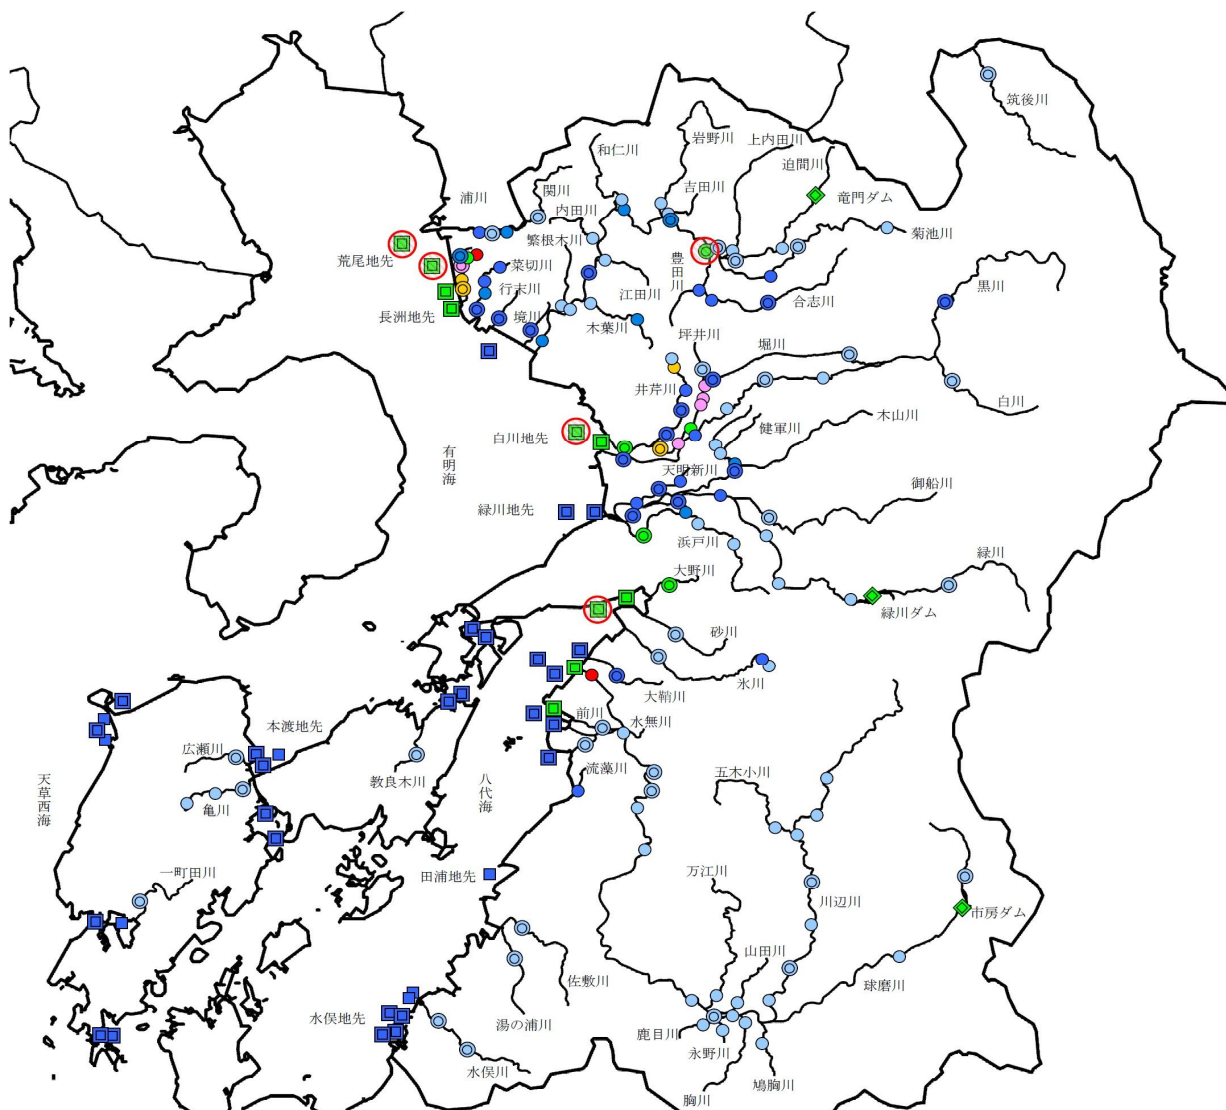 筑後川
岩野川
上内田川
和仁川
迫間川
関川
吉田川
竜門ダム
浦川
内田川
菊池川
繁根木川
荒尾地先
菜切川
豊田川
行末川
江田川
合志川
黒川
長洲地先
境川
木葉川
坪井川
堀川
井芹川
白川
木山川
健軍川
白川地先
有明海
天明新川
御船川
緑川地先
浜戸川
緑川
大野川
緑川ダム
砂川
氷川
大鞘川
前川
水無川
本渡地先
広瀬川
流藻川
五木小川
教良木川
八代海
天草西海
亀川
田浦地先
万江川
一町田川
川辺川
市房ダム
山田川
佐敷川
球磨川
湯の浦川
水俣地先
鹿目川
永野川
水俣川
鳩胸川
胸川